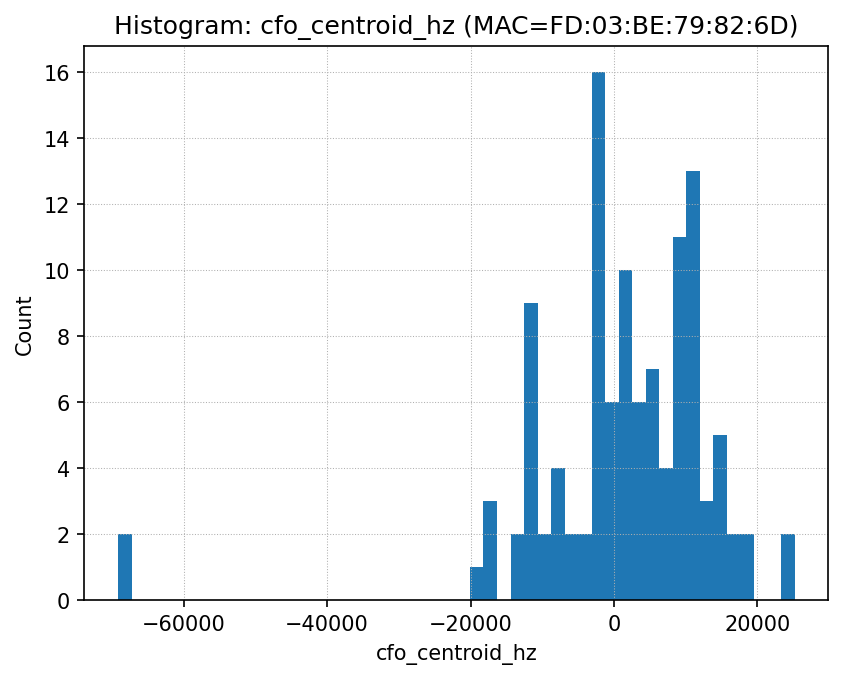 Histogram: cfo_centroid_hz (MAC=FD:03:BE:79:82:6D)
16
14
12
10
8
6
4
2
0
Count
−60000 −40000 −20000 0 20000
cfo_centroid_hz